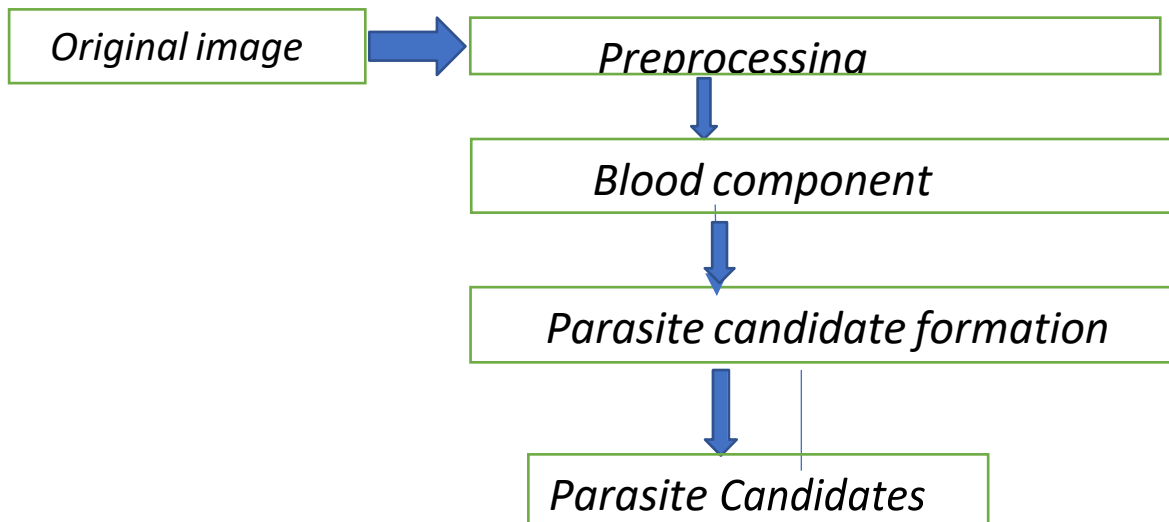 Original image
Preprocessing
Blood component
Parasite candidate formation
Parasite Candidates